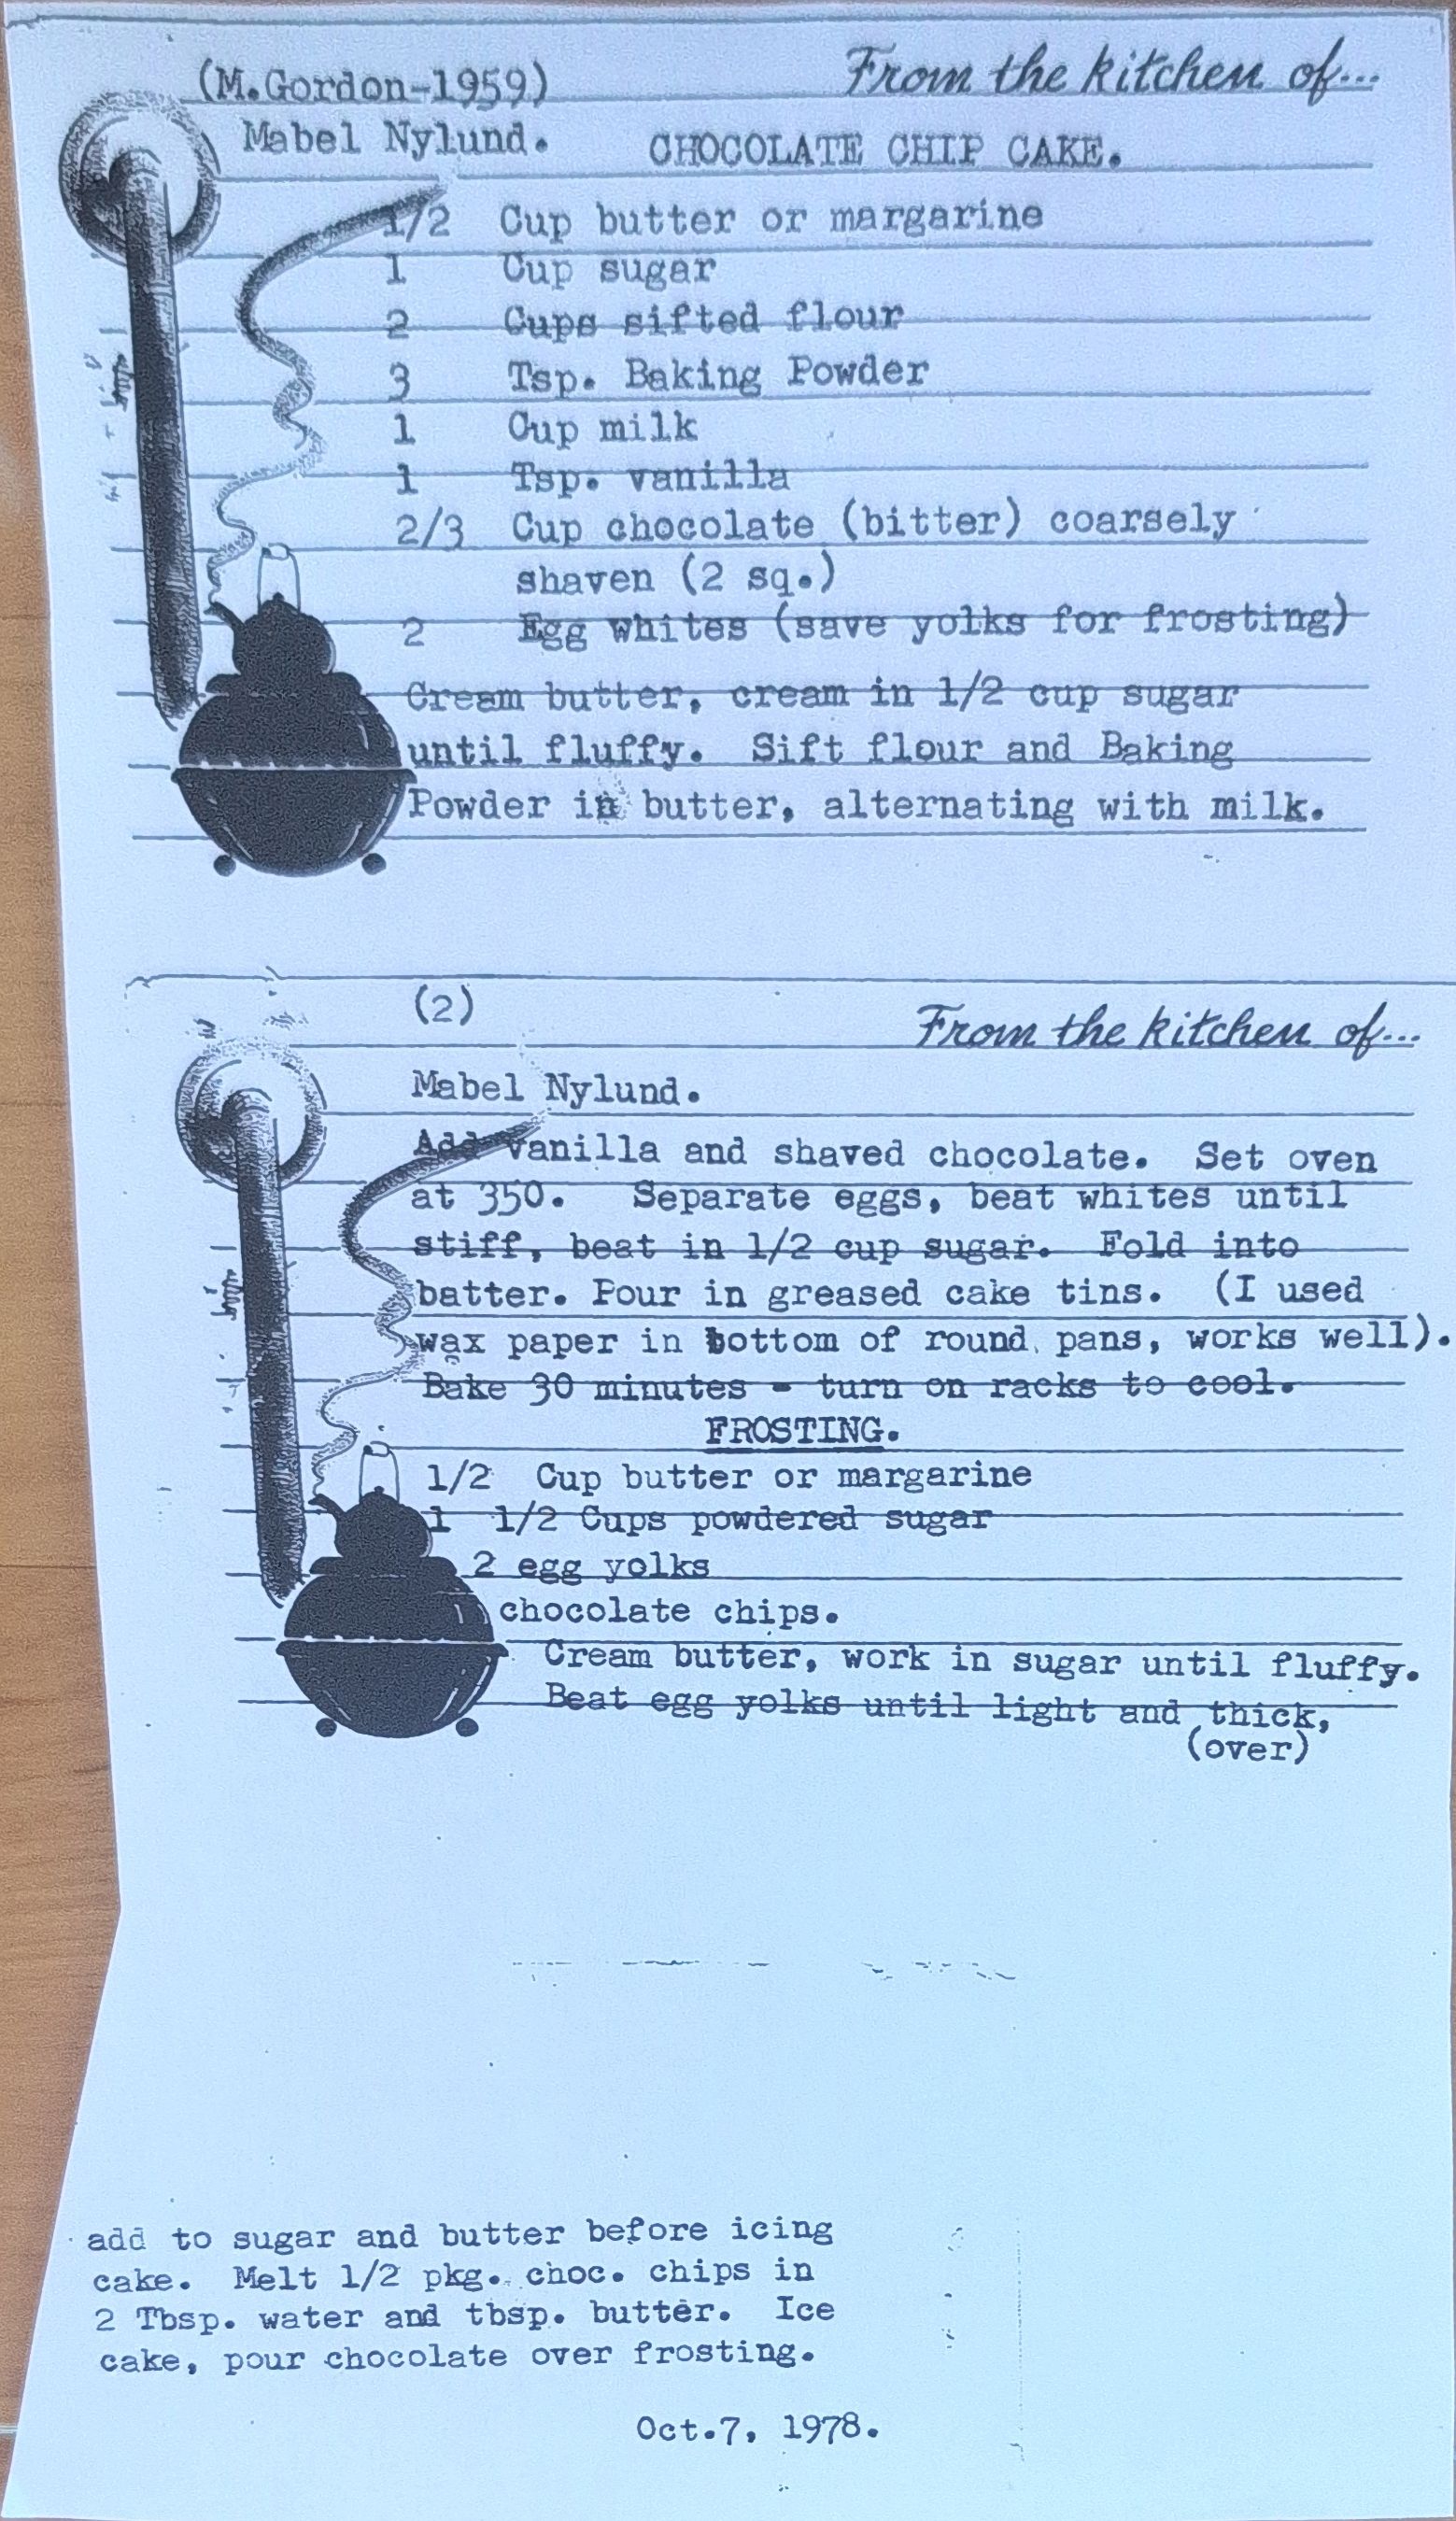 (M.Gordon-1959)
From the kitchen of...
Mabel Nylund. CHOCOLATE CHIP CAKE.
1/2 Cup butter or margarine
1 Cup sugar
2 Cups sifted flour
3 Tsp. Baking Powder
1 Cup milk
1 Tsp. vanilla
2/3 Cup chocolate (bitter) coarsely
shaven (2 sq.)
2 Egg whites (save yolks for frosting)
Cream butter, cream in 1/2 cup sugar
until fluffy. Sift flour and Baking
Powder in butter, alternating with milk.
(2)
From the kitchen of...
Mabel Nylund.
Add vanilla and shaved chocolate. Set oven
at 350. Separate eggs, beat whites until
stiff, beat in 1/2 cup sugar. Fold into
batter. Pour in greased cake tins. (I used
wax paper in bottom of round pans, works well).
Bake 30 minutes - turn on racks to cool.
FROSTING.
1/2 Cup butter or margarine
1 1/2 Cups powdered sugar
2 egg yolks
chocolate chips.
Cream butter, work in sugar until fluffy.
Beat egg yolks until light and thick,
(over)
add to sugar and butter before icing
cake. Melt 1/2 pkg. choc. chips in
2 Tbsp. water and tbsp. butter. Ice
cake, pour chocolate over frosting.
Oct.7, 1978.